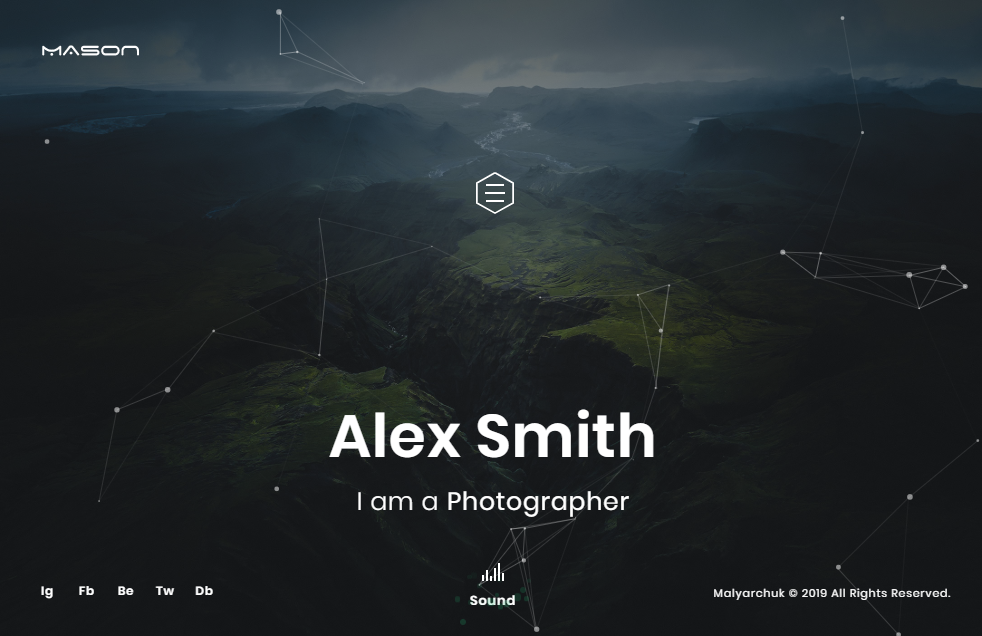 MASON
Alex Smith
I am a Photographer
Ig Fb Be Tw Db
Sound
Malyarchuk © 2019 All Rights Reserved.